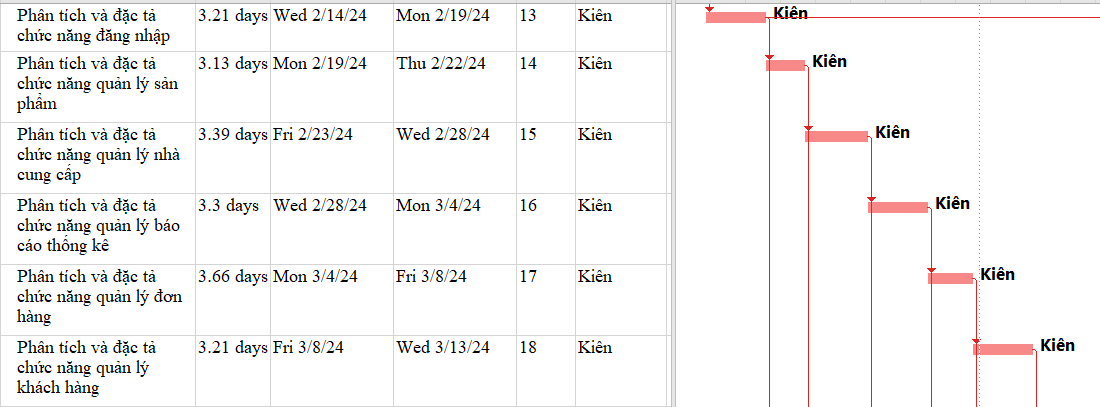 Phân tích và đặc tả 3.21 days Wed 2/14/24 Mon 2/19/24 13 Kiên Kiên
chức năng đăng nhập
Phân tích và đặc tả 3.13 days Mon 2/19/24 Thu 2/22/24 14 Kiên Kiên
chức năng quản lý sản
phẩm
Phân tích và đặc tả 3.39 days Fri 2/23/24 Wed 2/28/24 15 Kiên Kiên
chức năng quản lý nhà
cung cấp
Phân tích và đặc tả 3.3 days Wed 2/28/24 Mon 3/4/24 16 Kiên Kiên
chức năng quản lý báo
cáo thống kê
Phân tích và đặc tả 3.66 days Mon 3/4/24 Fri 3/8/24 17 Kiên Kiên
chức năng quản lý đơn
hàng
Phân tích và đặc tả 3.21 days Fri 3/8/24 Wed 3/13/24 18 Kiên Kiên
chức năng quản lý
khách hàng